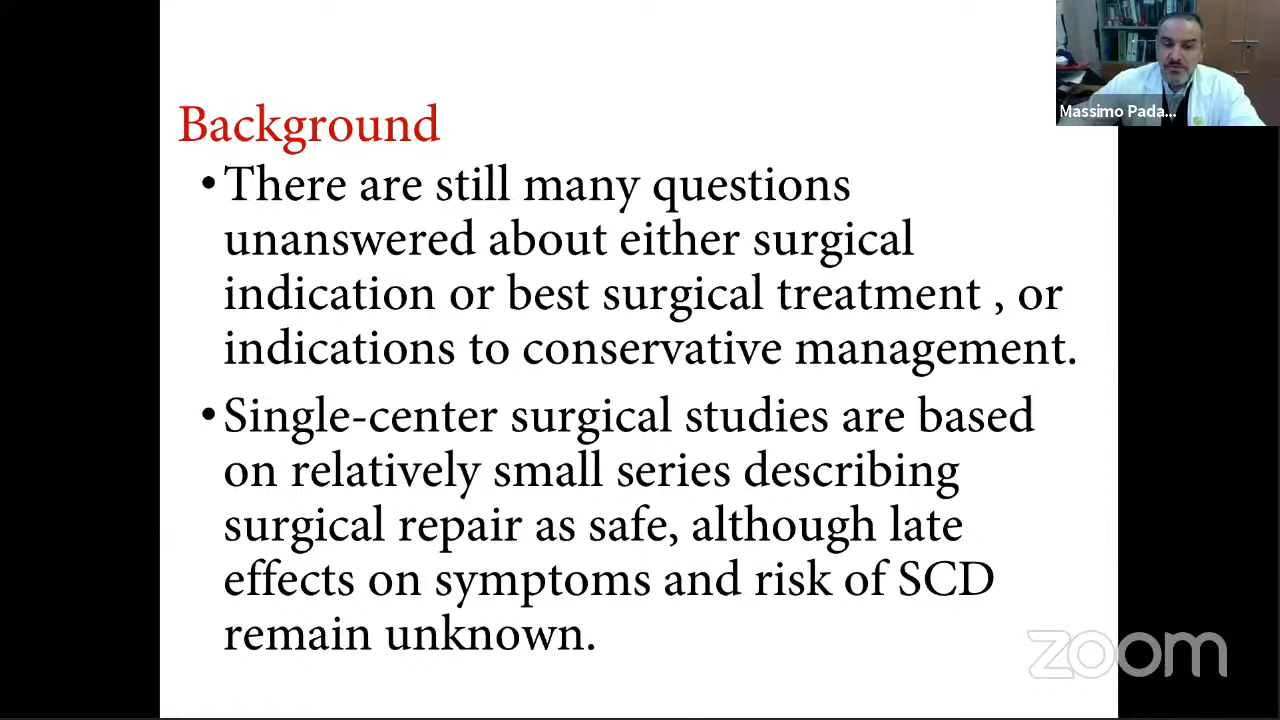 Background
•There are still many questions
unanswered about either surgical
indication or best surgical treatment , or
indications to conservative management.
•Single-center surgical studies are based
on relatively small series describing
surgical repair as safe, although late
effects on symptoms and risk of SCD
remain unknown.
Massimo Pada...
zoom